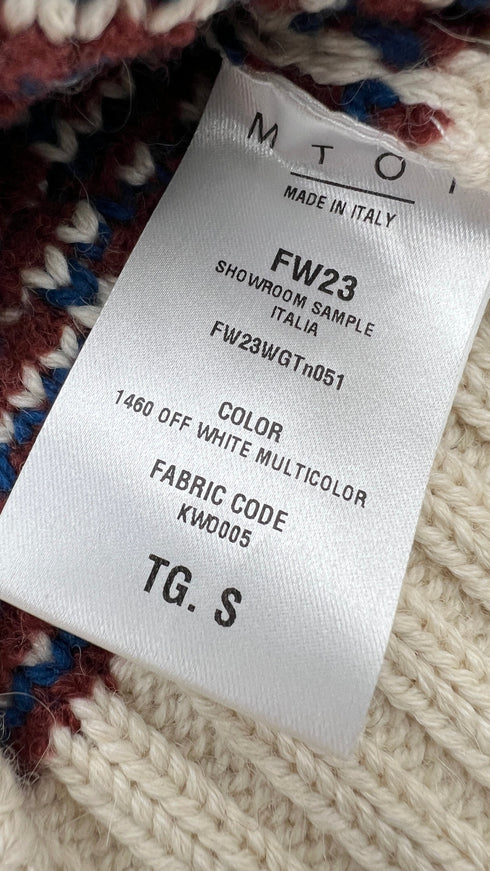 M T O I
MADE IN ITALY
FW23
SHOWROOM SAMPLE
ITALIA
FW23WGTn051
COLOR
1460 OFF WHITE MULTICOLOR
FABRIC CODE
KW0005
TG. S